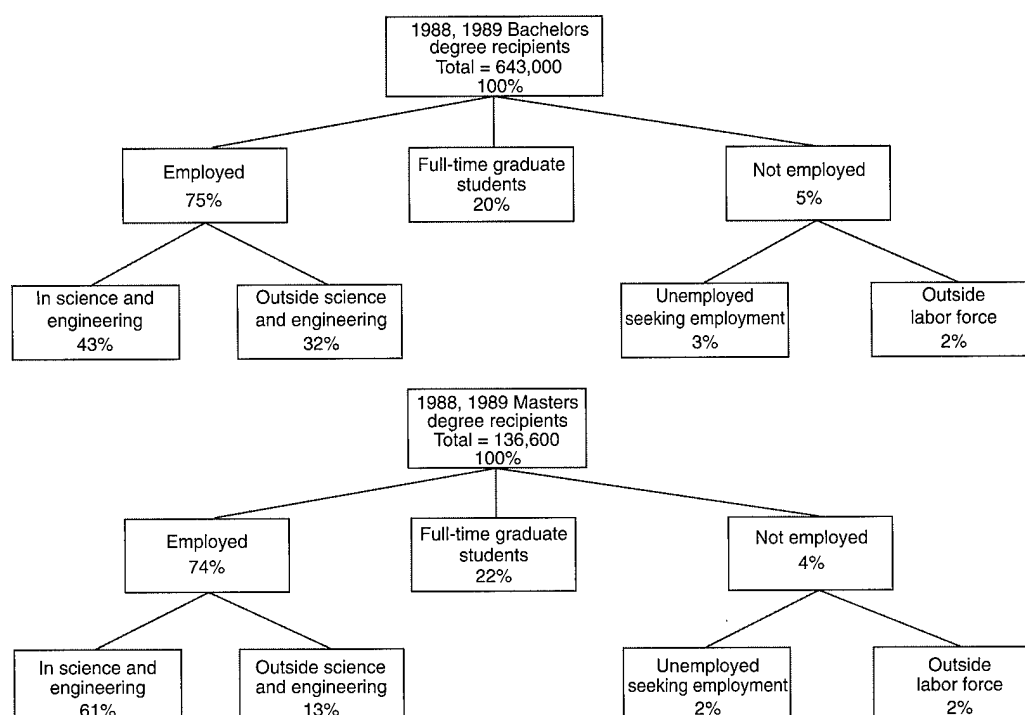 1988, 1989 Bachelors
degree recipients
Total = 643,000
100%
Employed
75%
Full-time graduate
students
20%
Not employed
5%
In science and
engineering
43%
Outside science
and engineering
32%
Unemployed
seeking employment
3%
Outside
labor force
2%
1988, 1989 Masters
degree recipients
Total = 136,600
100%
Employed
74%
Full-time graduate
students
22%
Not employed
4%
In science and
engineering
61%
Outside science
and engineering
13%
Unemployed
seeking employment
2%
Outside
labor force
2%